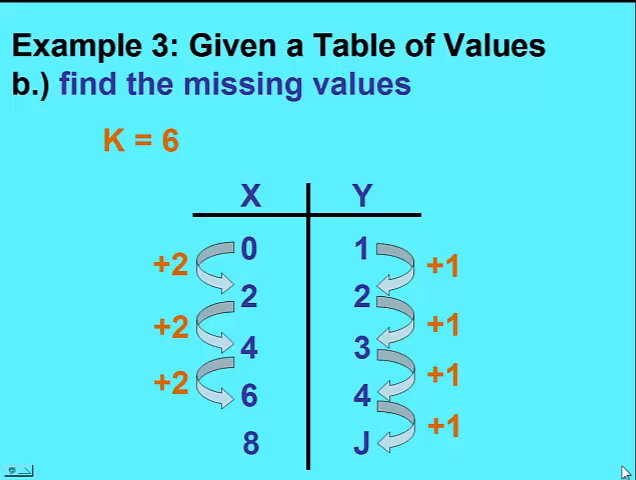 Example 3: Given a Table of Values
b.) find the missing values
K = 6
X Y
0 1
+2 +1
2 2
+2 +1
4 3
+2 +1
6 4
+1
8 J